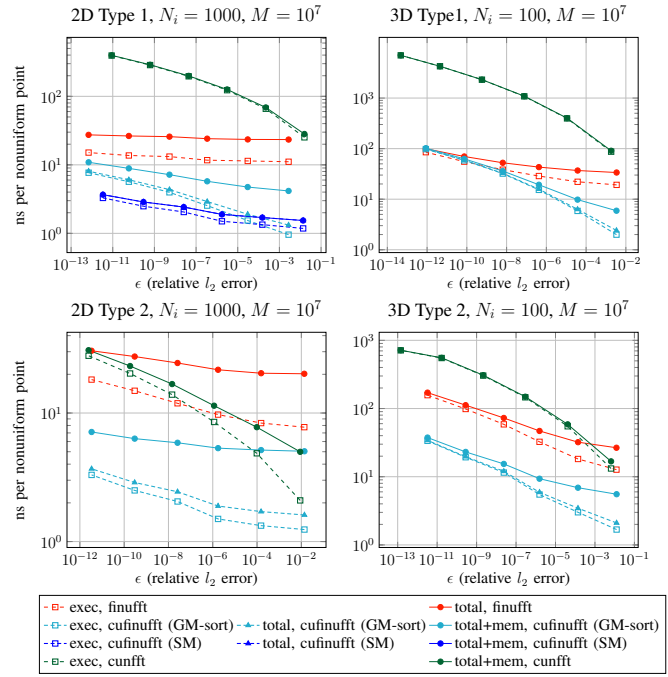 2D Type 1, N_i = 1000, M = 10^7
3D Type1, N_i = 100, M = 10^7
ns per nonuniform point
10^2
10^1
10^0
10^−13 10^−11 10^−9 10^−7 10^−5 10^−3 10^−1
ϵ (relative l_2 error)
10^3
10^2
10^1
10^0
10^−14 10^−12 10^−10 10^−8 10^−6 10^−4 10^−2
ϵ (relative l_2 error)
2D Type 2, N_i = 1000, M = 10^7
3D Type 2, N_i = 100, M = 10^7
ns per nonuniform point
10^1
10^0
10^−12 10^−10 10^−8 10^−6 10^−4 10^−2
ϵ (relative l_2 error)
10^3
10^2
10^1
10^0
10^−13 10^−11 10^−9 10^−7 10^−5 10^−3 10^−1
ϵ (relative l_2 error)
exec, finufft
total, finufft
exec, cufinufft (GM-sort)
total, cufinufft (GM-sort)
total+mem, cufinufft (GM-sort)
exec, cufinufft (SM)
total, cufinufft (SM)
total+mem, cufinufft (SM)
exec, cunfft
total+mem, cunfft